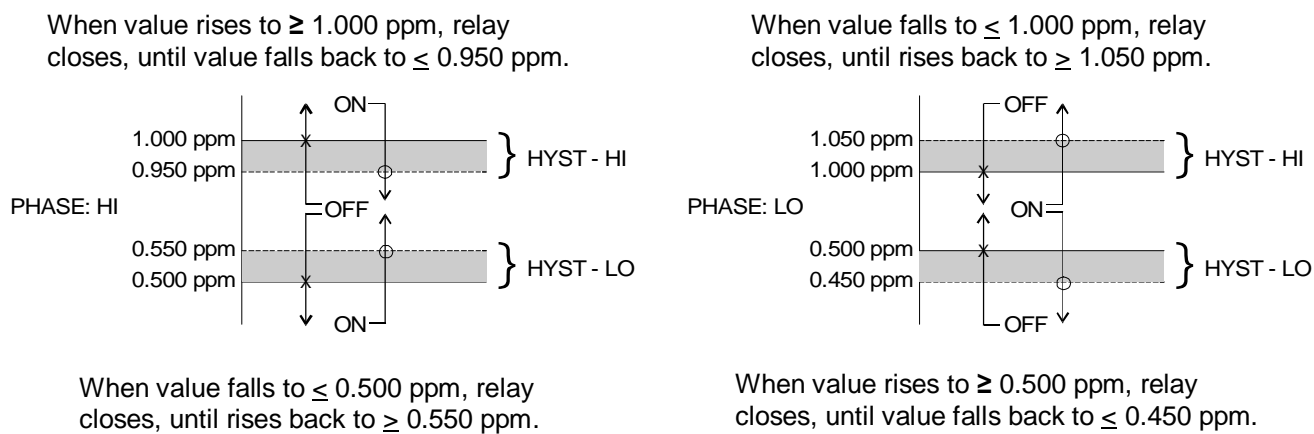 When value rises to ≥ 1.000 ppm, relay
closes, until value falls back to ≤ 0.950 ppm.
ON
1.000 ppm
0.950 ppm
HYST - HI
PHASE: HI
OFF
0.550 ppm
0.500 ppm
HYST - LO
ON
When value falls to ≤ 0.500 ppm, relay
closes, until rises back to ≥ 0.550 ppm.
When value falls to ≤ 1.000 ppm, relay
closes, until rises back to ≥ 1.050 ppm.
OFF
1.050 ppm
1.000 ppm
HYST - HI
PHASE: LO
ON
0.500 ppm
0.450 ppm
HYST - LO
OFF
When value rises to ≥ 0.500 ppm, relay
closes, until value falls back to ≤ 0.450 ppm.